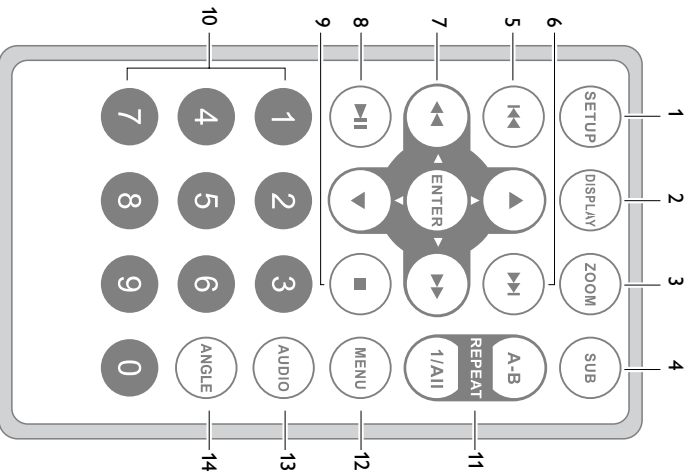 1 2 3 4
SETUP DISPLAY ZOOM SUB
6
5 A-B
REPEAT 11
7 ENTER 1/All
8 MENU 12
9
1 2 3 AUDIO 13
10 4 5 6 ANGLE 14
7 8 9 0